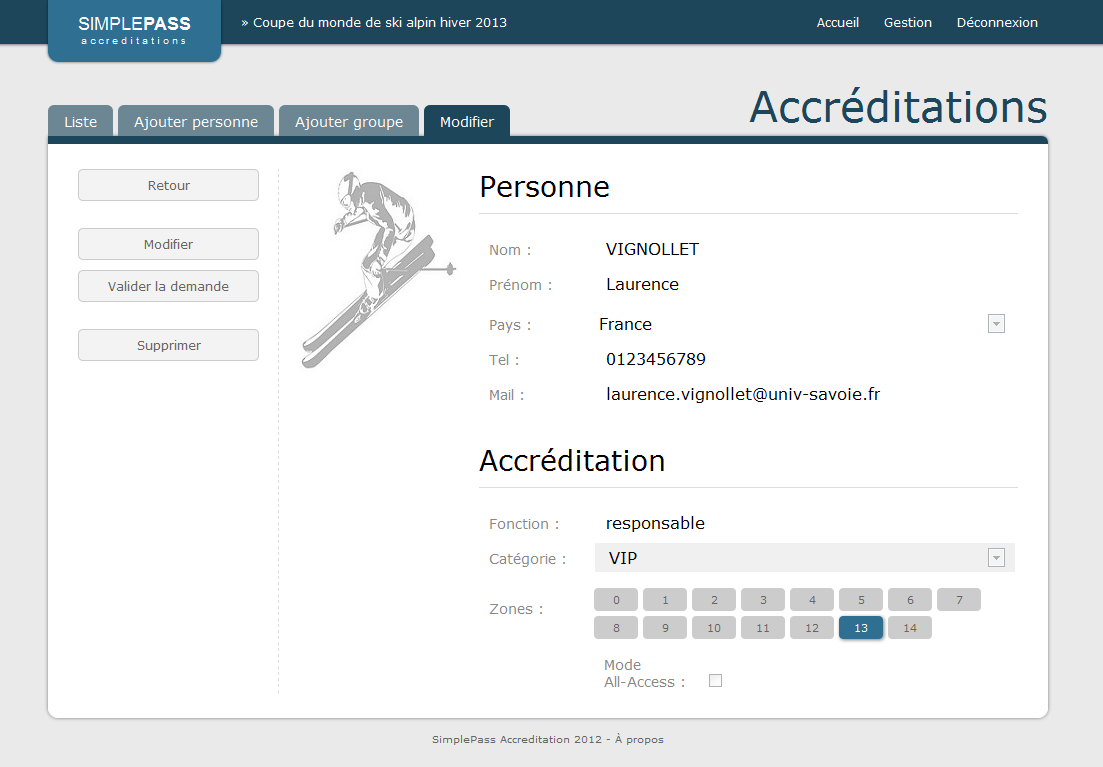 SIMPLEPASS
accreditations
» Coupe du monde de ski alpin hiver 2013
Accueil Gestion Déconnexion
Accréditations
Liste Ajouter personne Ajouter groupe Modifier
Retour
Modifier
Valider la demande
Supprimer
Personne
Nom : VIGNOLLET
Prénom : Laurence
Pays : France
Tel : 0123456789
Mail : laurence.vignollet@univ-savoie.fr
Accréditation
Fonction : responsable
Catégorie : VIP
Zones :
0 1 2 3 4 5 6 7
8 9 10 11 12 13 14
Mode
All-Access :
SimplePass Accreditation 2012 - À propos